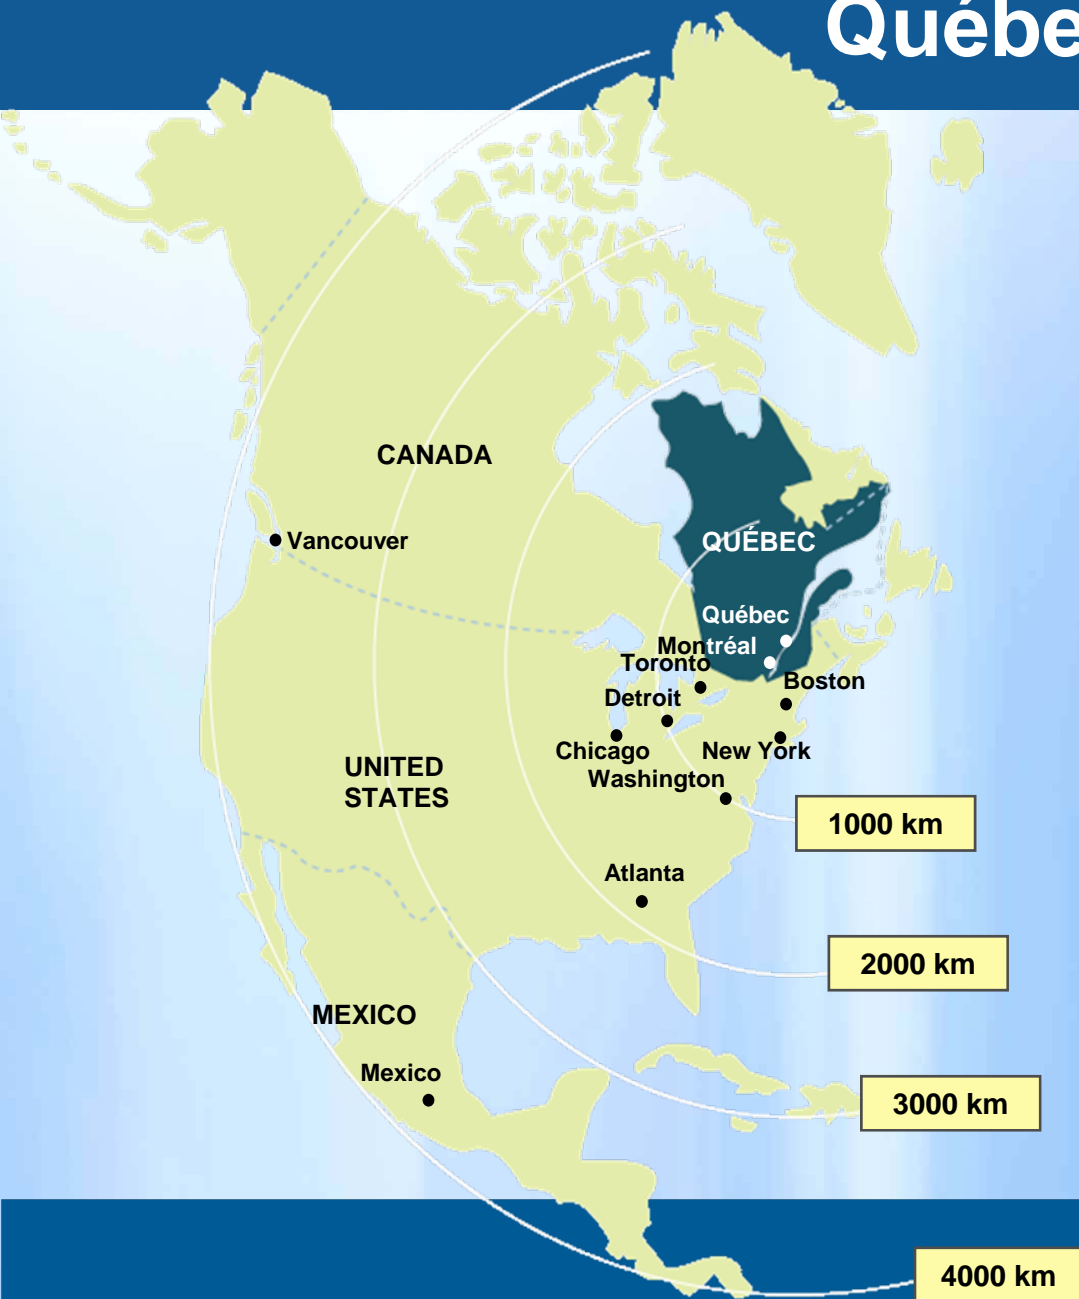 Québe
CANADA
Vancouver
QUÉBEC
Québec
Montréal
Toronto
Boston
Detroit
Chicago
New York
Washington
UNITED
STATES
1000 km
Atlanta
2000 km
MEXICO
Mexico
3000 km
4000 km